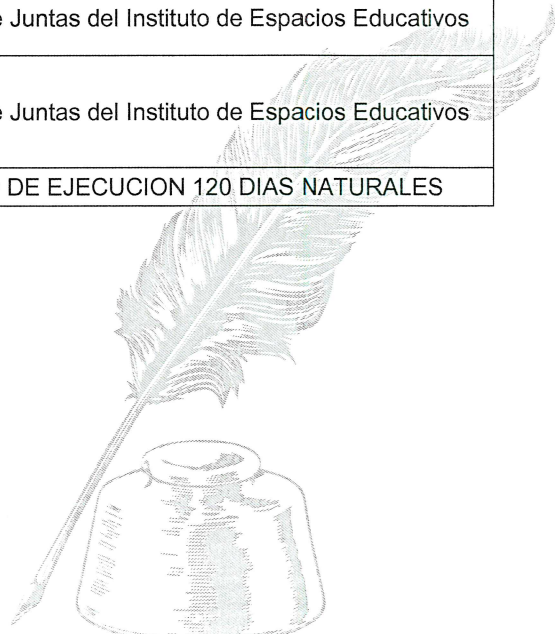 e Juntas del Instituto de Espacios Educativos
e Juntas del Instituto de Espacios Educativos
DE EJECUCION 120 DIAS NATURALES